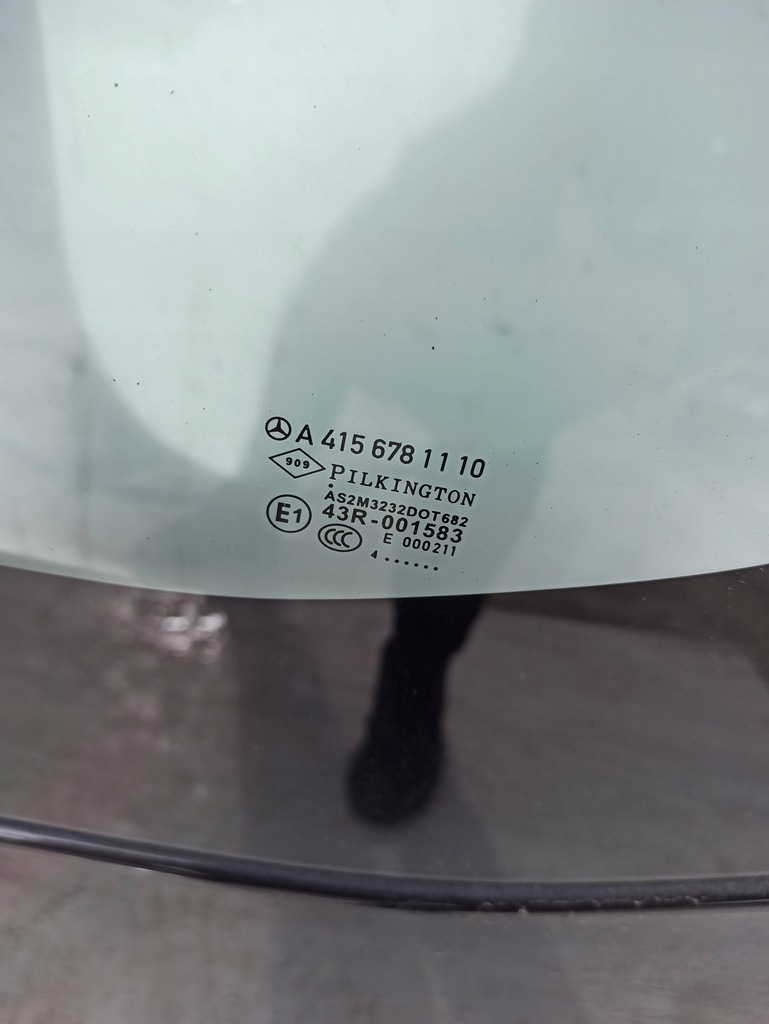 A 415 678 11 10
909
PILKINGTON
AS2M3232DOT682
E1 43R-001583
CCC E 000211
4 ......